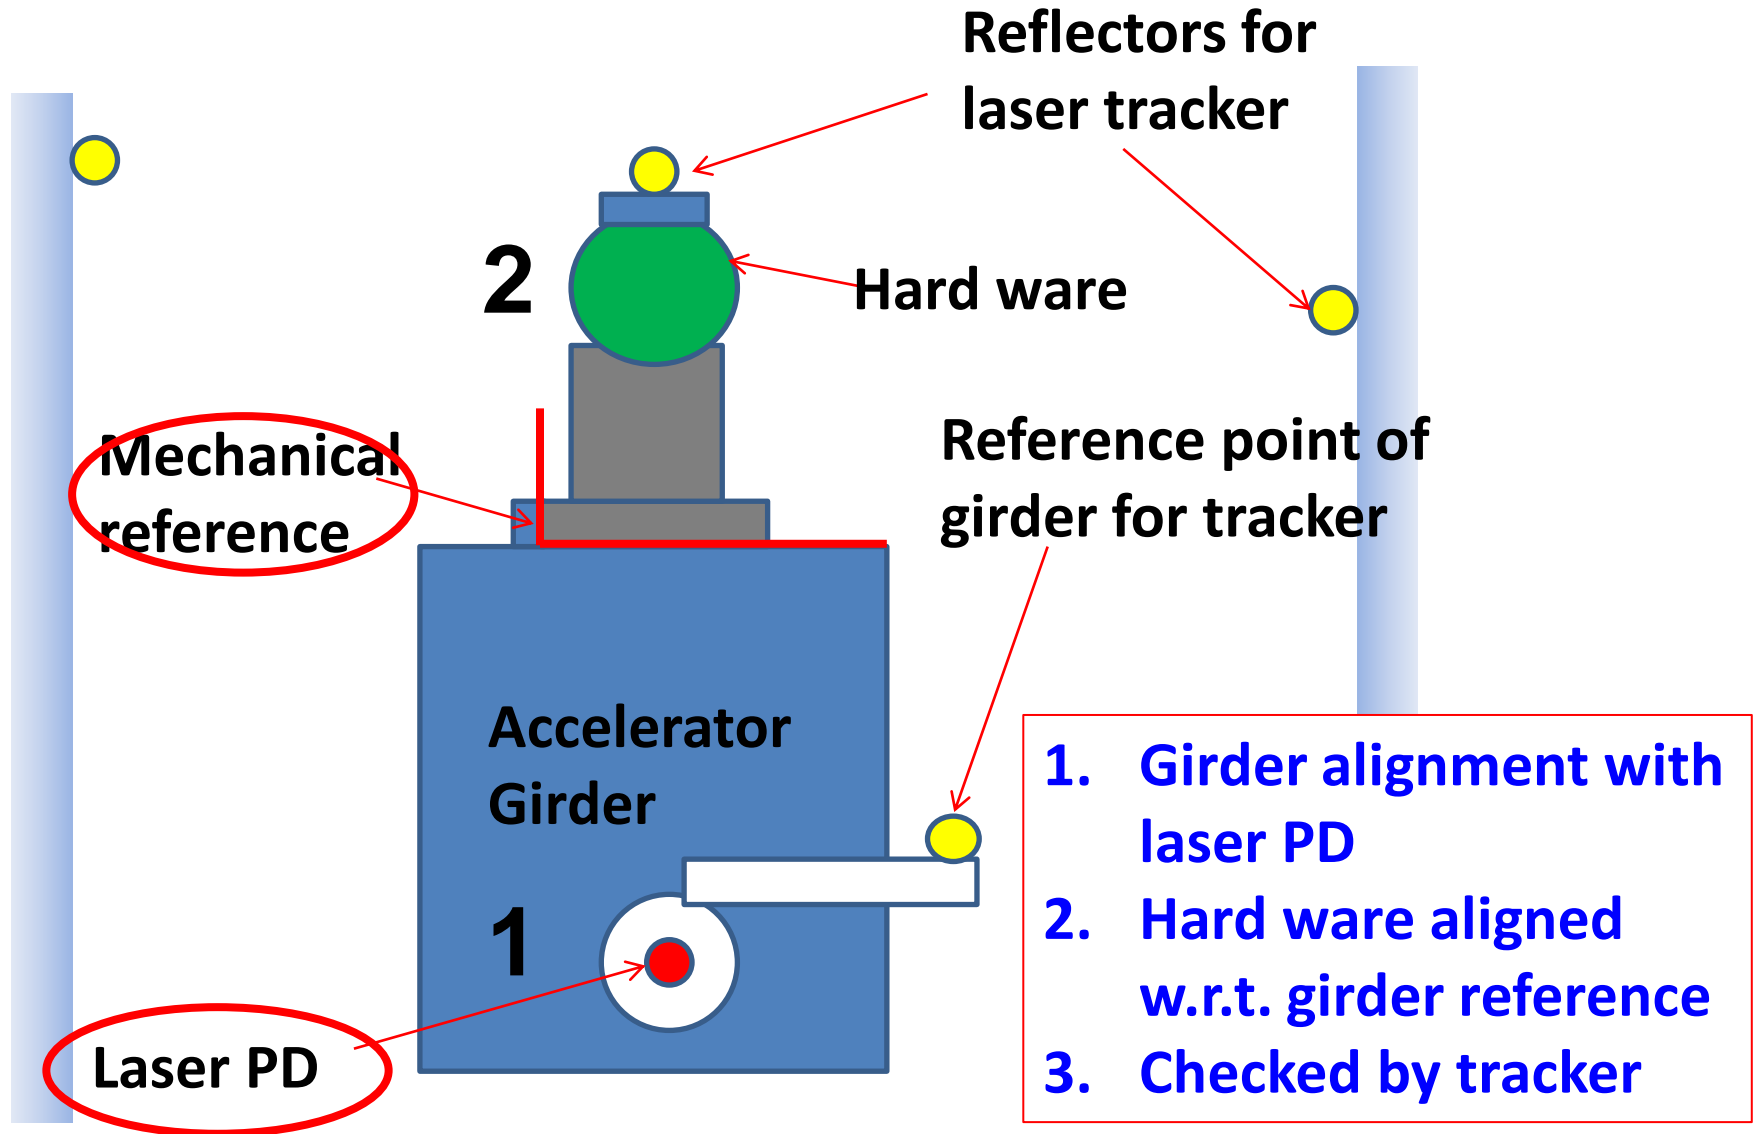 Reflectors for
laser tracker
2
Hard ware
Mechanical
reference
Reference point of
girder for tracker
Accelerator
Girder
1
Laser PD
1. Girder alignment with
laser PD
2. Hard ware aligned
w.r.t. girder reference
3. Checked by tracker